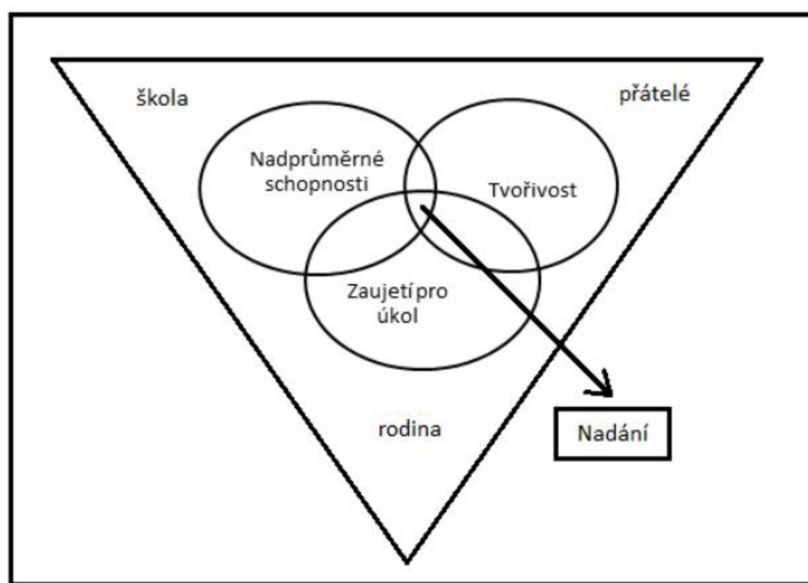 škola
přátelé
Nadprůměrné
schopnosti
Tvořivost
Zaujetí pro
úkol
rodina
Nadání